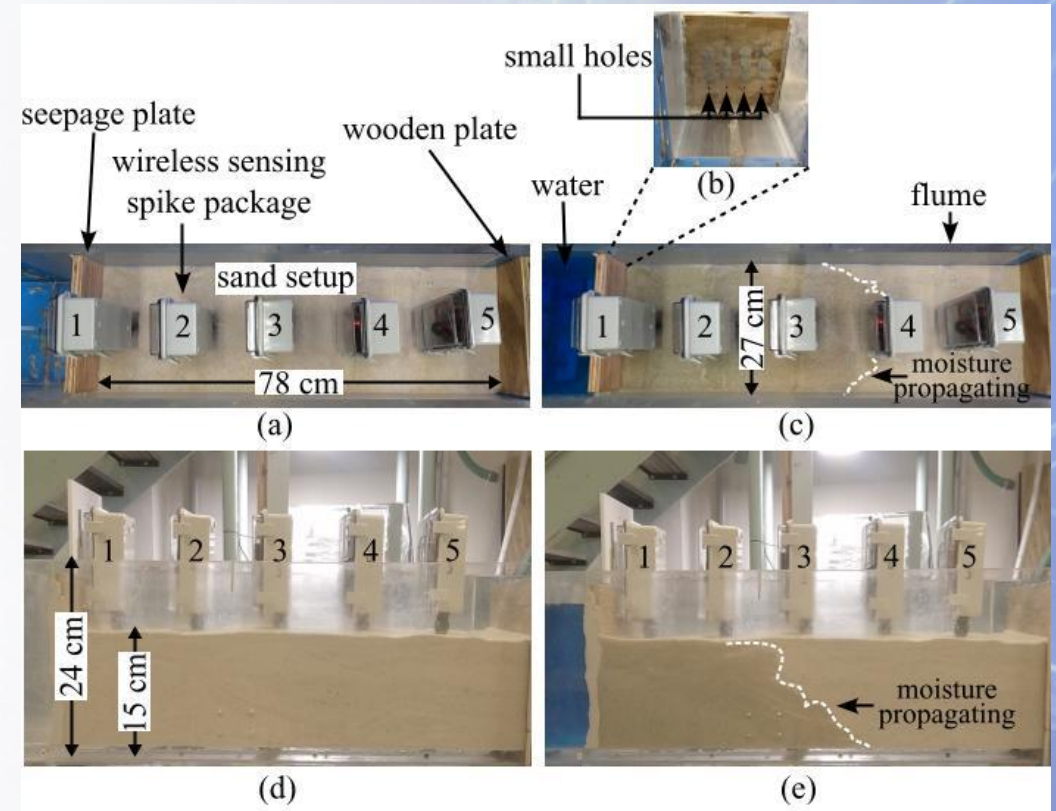 small holes
seepage plate
wireless sensing
spike package
wooden plate
(b)
water
flume
sand setup
1
2
3
4
5
78 cm
(a)
1
2
3
4
5
27 cm
moisture
propagating
(c)
1
2
3
4
5
24 cm
15 cm
(d)
1
2
3
4
5
moisture
propagating
(e)